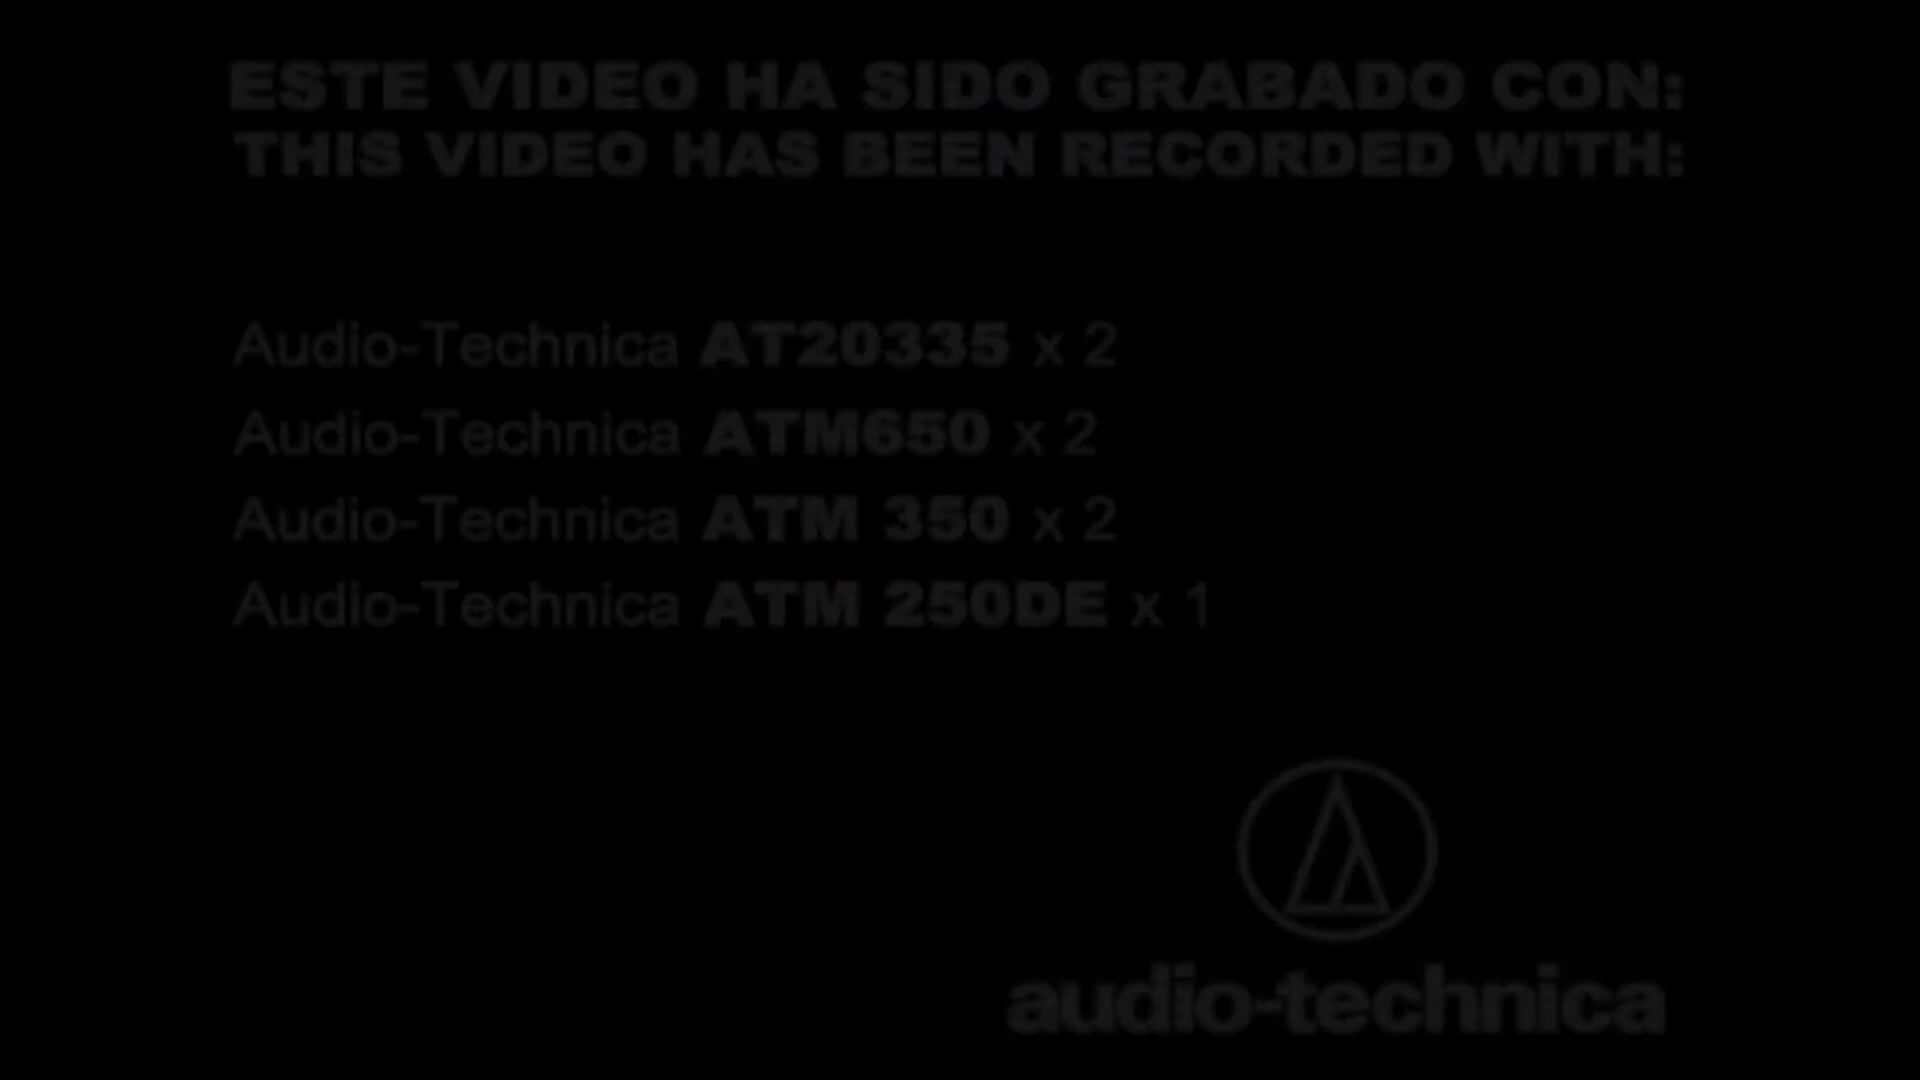 ESTE VIDEO HA SIDO GRABADO CON:
THIS VIDEO HAS BEEN RECORDED WITH:
Audio-Technica AT20335 x 2
Audio-Technica ATM650 x 2
Audio-Technica ATM 350 x 2
Audio-Technica ATM 250DE x 1
audio-technica